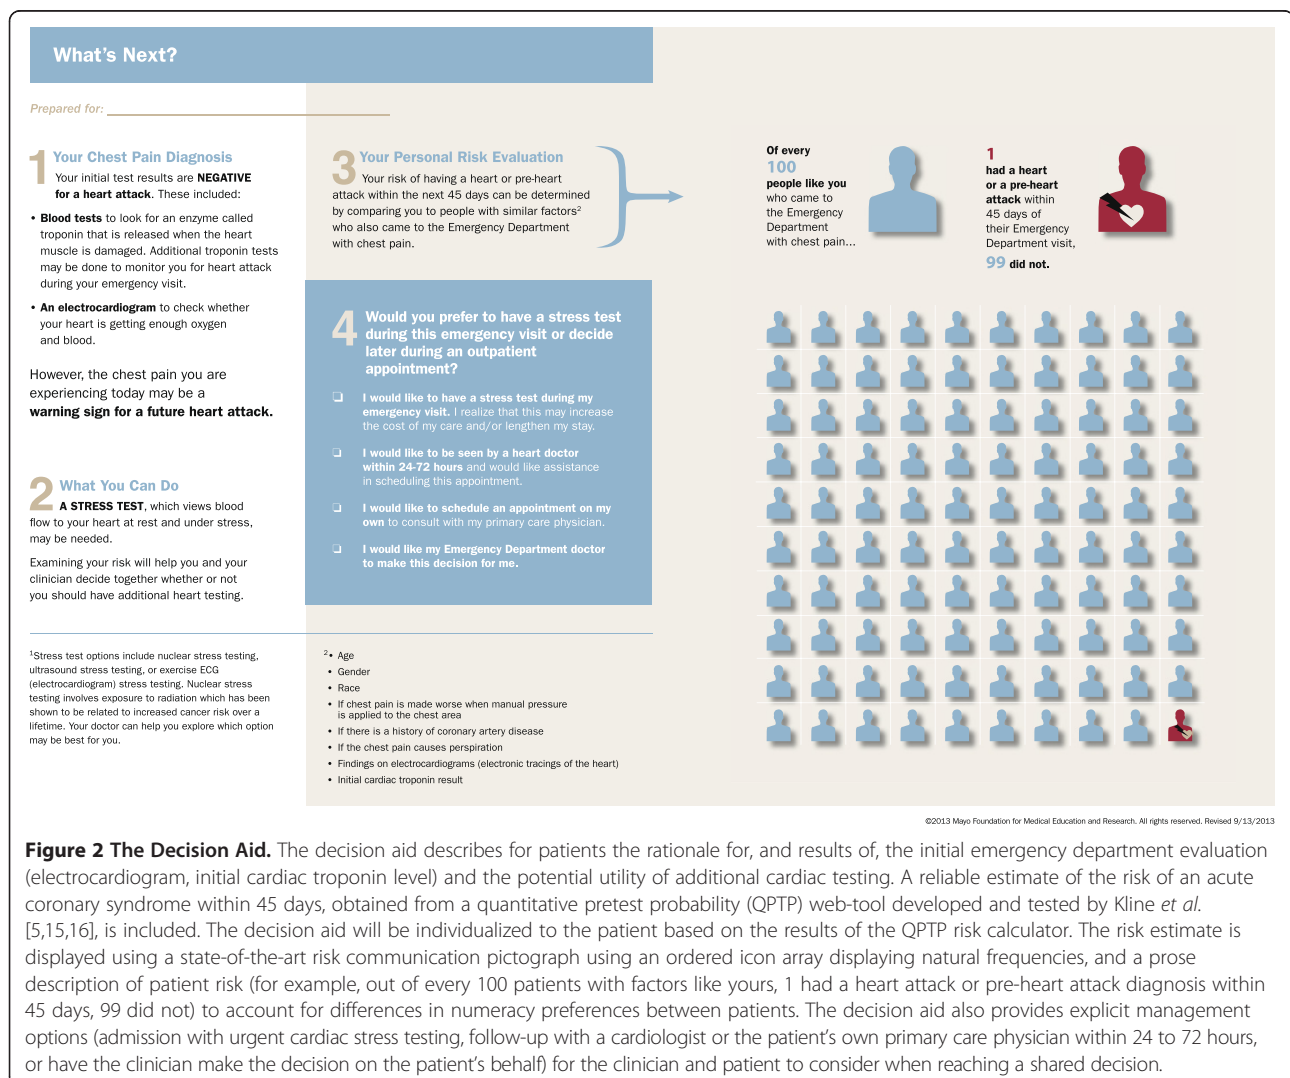 What's Next?
Prepared for:
1 Your Chest Pain Diagnosis
Your initial test results are NEGATIVE
for a heart attack. These included:
• Blood tests to look for an enzyme called
troponin that is released when the heart
muscle is damaged. Additional troponin tests
may be done to monitor you for heart attack
during your emergency visit.
• An electrocardiogram to check whether
your heart is getting enough oxygen
and blood.
However, the chest pain you are
experiencing today may be a
warning sign for a future heart attack.
2 What You Can Do
A STRESS TEST, which views blood
flow to your heart at rest and under stress,
may be needed.
Examining your risk will help you and your
clinician decide together whether or not
you should have additional heart testing.
1Stress test options include nuclear stress testing,
ultrasound stress testing, or exercise ECG
(electrocardiogram) stress testing. Nuclear stress
testing involves exposure to radiation which has been
shown to be related to increased cancer risk over a
lifetime. Your doctor can help you explore which option
may be best for you.
3 Your Personal Risk Evaluation
Your risk of having a heart or pre-heart
attack within the next 45 days can be determined
by comparing you to people with similar factors2
who also came to the Emergency Department
with chest pain.
4 Would you prefer to have a stress test
during this emergency visit or decide
later during an outpatient
appointment?
❏ I would like to have a stress test during my
emergency visit. I realize that this may increase
the cost of my care and/or lengthen my stay.
❏ I would like to be seen by a heart doctor
within 24-72 hours and would like assistance
in scheduling this appointment.
❏ I would like to schedule an appointment on my
own to consult with my primary care physician.
❏ I would like my Emergency Department doctor
to make this decision for me.
2• Age
• Gender
• Race
• If chest pain is made worse when manual pressure
is applied to the chest area
• If there is a history of coronary artery disease
• If the chest pain causes perspiration
• Findings on electrocardiograms (electronic tracings of the heart)
• Initial cardiac troponin result
Of every
100
people like you
who came to
the Emergency
Department
with chest pain...
1
had a heart
or a pre-heart
attack within
45 days of
their Emergency
Department visit,
99 did not.
©2013 Mayo Foundation for Medical Education and Research. All rights reserved. Revised 9/13/2013
Figure 2 The Decision Aid. The decision aid describes for patients the rationale for, and results of, the initial emergency department evaluation
(electrocardiogram, initial cardiac troponin level) and the potential utility of additional cardiac testing. A reliable estimate of the risk of an acute
coronary syndrome within 45 days, obtained from a quantitative pretest probability (QPTP) web-tool developed and tested by Kline et al.
[5,15,16], is included. The decision aid will be individualized to the patient based on the results of the QPTP risk calculator. The risk estimate is
displayed using a state-of-the-art risk communication pictograph using an ordered icon array displaying natural frequencies, and a prose
description of patient risk (for example, out of every 100 patients with factors like yours, 1 had a heart attack or pre-heart attack diagnosis within
45 days, 99 did not) to account for differences in numeracy preferences between patients. The decision aid also provides explicit management
options (admission with urgent cardiac stress testing, follow-up with a cardiologist or the patient's own primary care physician within 24 to 72 hours,
or have the clinician make the decision on the patient's behalf) for the clinician and patient to consider when reaching a shared decision.